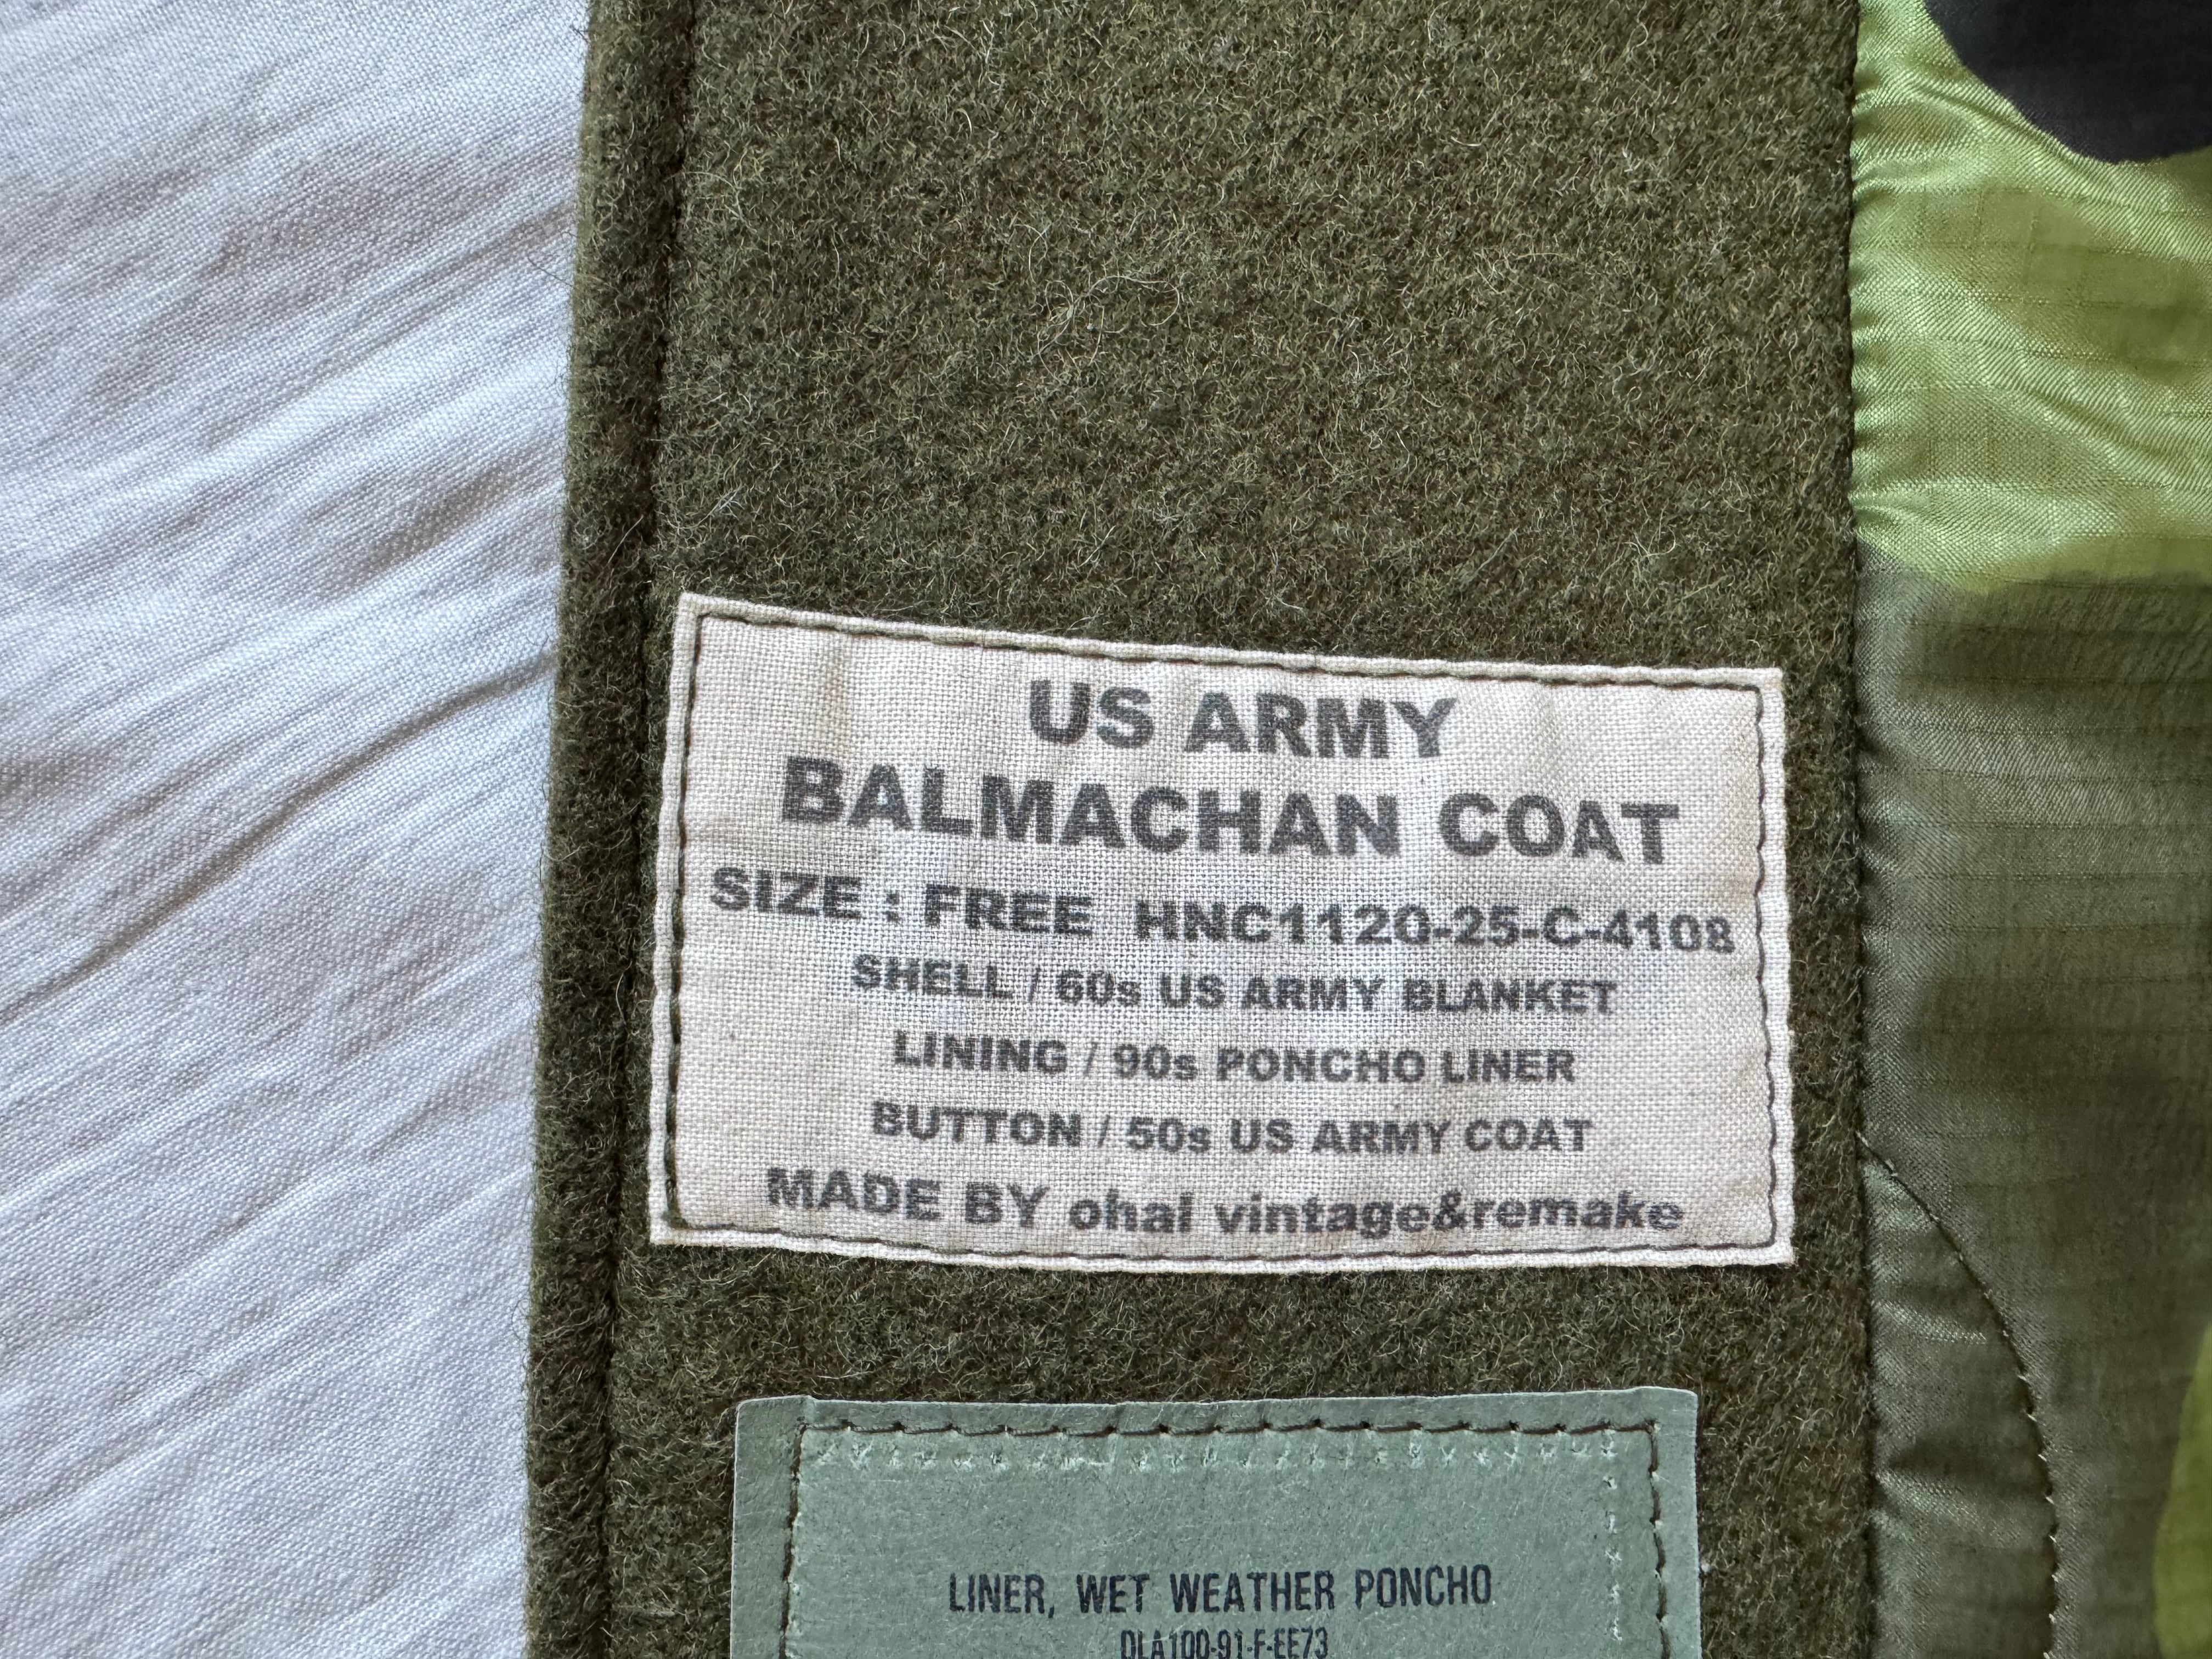 US ARMY
BALMACHAN COAT
SIZE : FREE HNC1120-25-C-4108
SHELL / 60s US ARMY BLANKET
LINING / 90s PONCHO LINER
BUTTON / 50s US ARMY COAT
MADE BY ohal vintage&remake
LINER, WET WEATHER PONCHO
DLA100-91-F-EE73